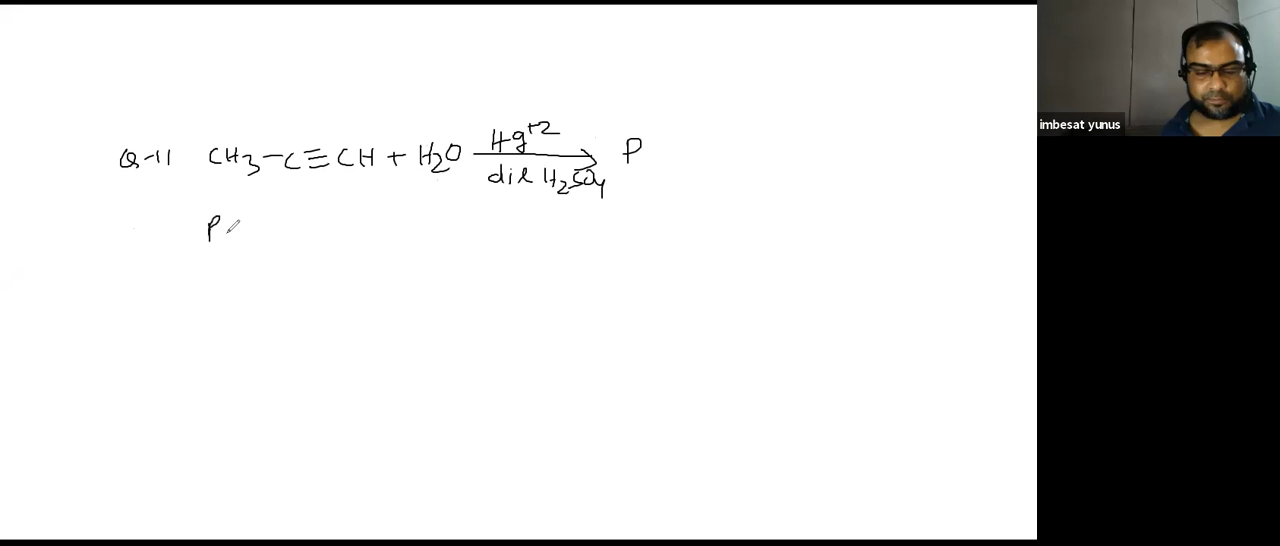 Q-11 CH3-C≡CH + H2O Hg+2 dil H2SO4 P
P
imbesat yunus